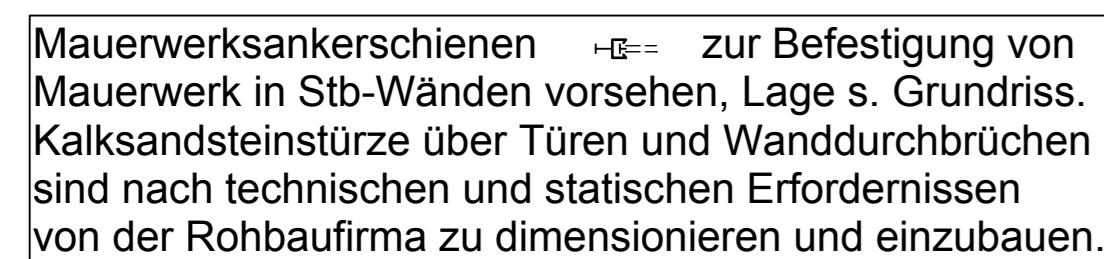 Mauerwerksankerschienen zur Befestigung von
Mauerwerk in Stb-Wänden vorsehen, Lage s. Grundriss.
Kalksandsteinstürze über Türen und Wanddurchbrüchen
sind nach technischen und statischen Erfordernissen
von der Rohbaufirma zu dimensionieren und einzubauen.